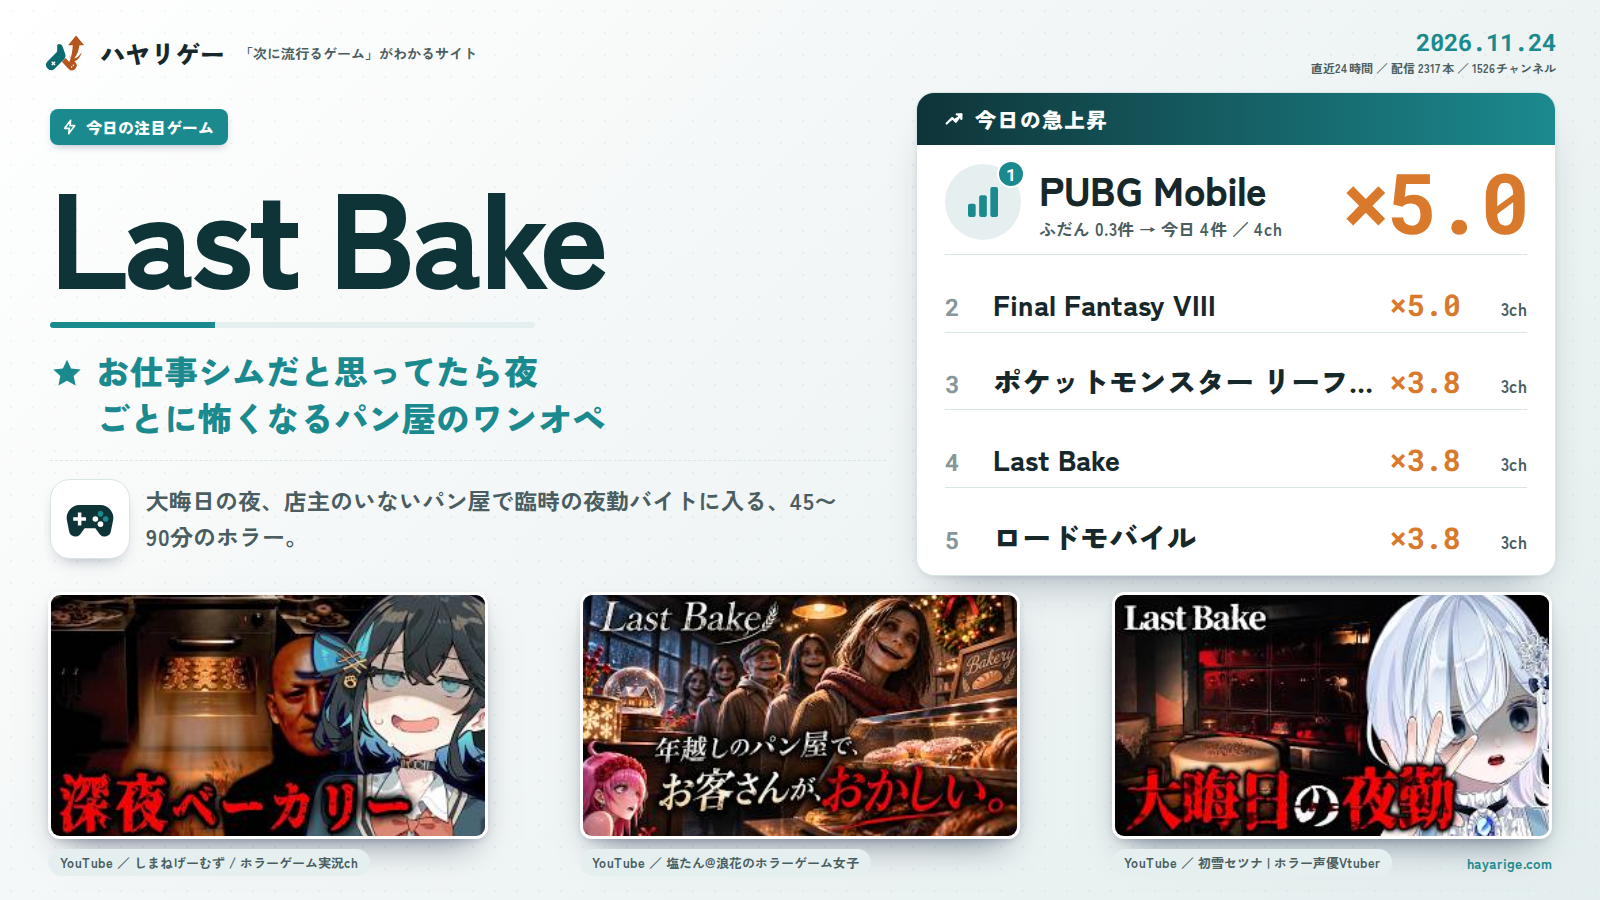 ハヤリゲー
「次に流行るゲーム」がわかるサイト
2026.11.24
直近24時間 ／ 配信 2317本 ／ 1526チャンネル
今日の注目ゲーム
Last Bake
お仕事シムだと思ってたら夜
ごとに怖くなるパン屋のワンオペ
大晦日の夜、店主のいないパン屋で臨時の夜勤バイトに入る、45〜
90分のホラー。
今日の急上昇
1
PUBG Mobile
ふだん 0.3件 → 今日 4件 ／ 4ch
×5.0
2 Final Fantasy VIII ×5.0 3ch
3 ポケットモンスター リーフ… ×3.8 3ch
4 Last Bake ×3.8 3ch
5 ロードモバイル ×3.8 3ch
深夜ベーカリー
YouTube ／ しまねげーむず / ホラーゲーム実況ch
Last Bake
Bakery
年越しのパン屋で、
お客さんが、おかしい。
YouTube ／ 塩たん@浪花のホラーゲーム女子
Last Bake
大晦日の夜勤
YouTube ／ 初雪セツナ | ホラー声優Vtuber
hayarige.com